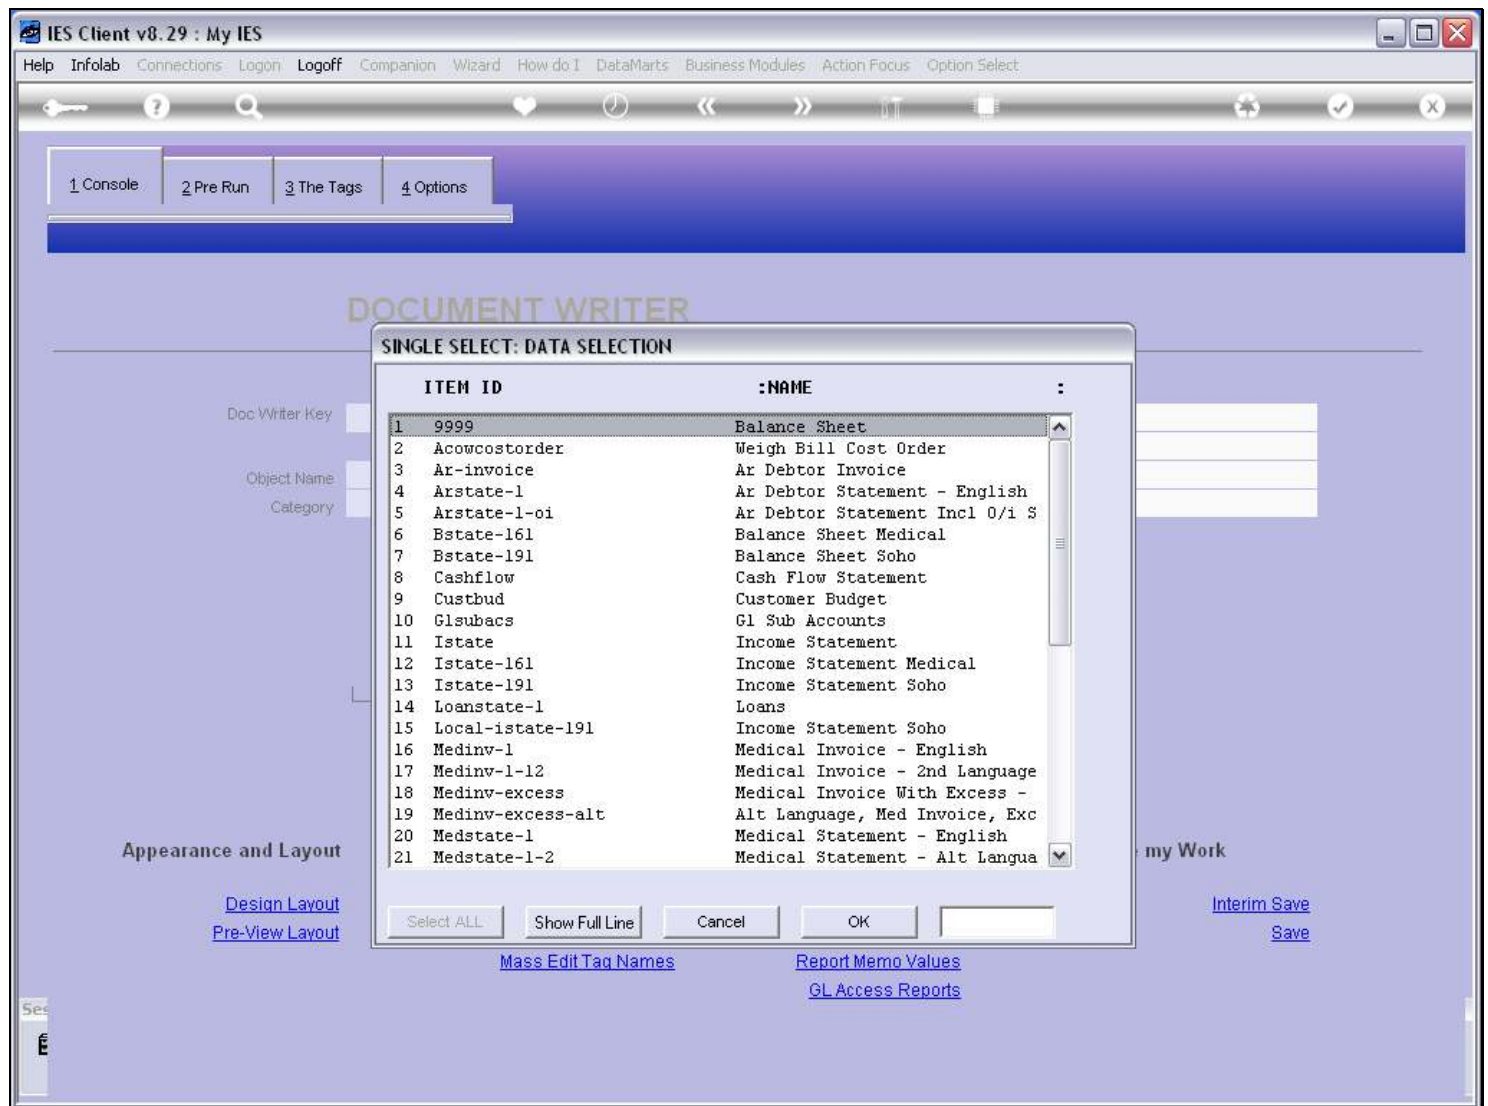 IES Client v8.29 : My IES
Help Infolab Connections Logon Logoff Companion Wizard How do I DataMarts Business Modules Action Focus Option Select
1 Console 2 Pre Run 3 The Tags 4 Options
DOCUMENT WRITER
SINGLE SELECT: DATA SELECTION
ITEM ID :NAME :
Doc Writer Key
Object Name
Category
1 9999 Balance Sheet
2 Acowcostorder Weigh Bill Cost Order
3 Ar-invoice Ar Debtor Invoice
4 Arstate-1 Ar Debtor Statement - English
5 Arstate-1-oi Ar Debtor Statement Incl O/i S
6 Bstate-161 Balance Sheet Medical
7 Bstate-191 Balance Sheet Soho
8 Cashflow Cash Flow Statement
9 Custbud Customer Budget
10 Glsubacs Gl Sub Accounts
11 Istate Income Statement
12 Istate-161 Income Statement Medical
13 Istate-191 Income Statement Soho
14 Loanstate-1 Loans
15 Local-istate-191 Income Statement Soho
16 Medinv-1 Medical Invoice - English
17 Medinv-1-12 Medical Invoice - 2nd Language
18 Medinv-excess Medical Invoice With Excess -
19 Medinv-excess-alt Alt Language, Med Invoice, Exc
20 Medstate-1 Medical Statement - English
21 Medstate-1-2 Medical Statement - Alt Langua
Select ALL Show Full Line Cancel OK
Appearance and Layout my Work
Design Layout Interim Save
Pre-View Layout Save
Mass Edit Tag Names Report Memo Values
GL Access Reports